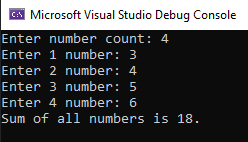 Microsoft Visual Studio Debug Console
Enter number count: 4
Enter 1 number: 3
Enter 2 number: 4
Enter 3 number: 5
Enter 4 number: 6
Sum of all numbers is 18.